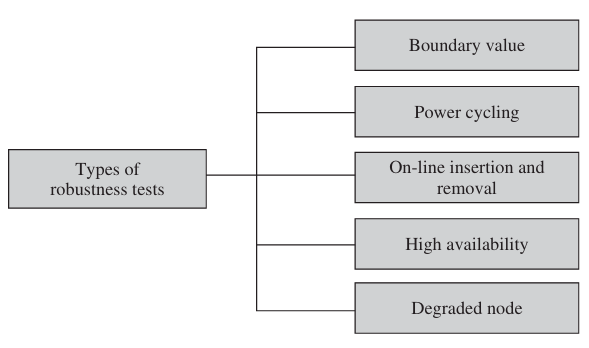 Types of
robustness tests
Boundary value
Power cycling
On-line insertion and
removal
High availability
Degraded node